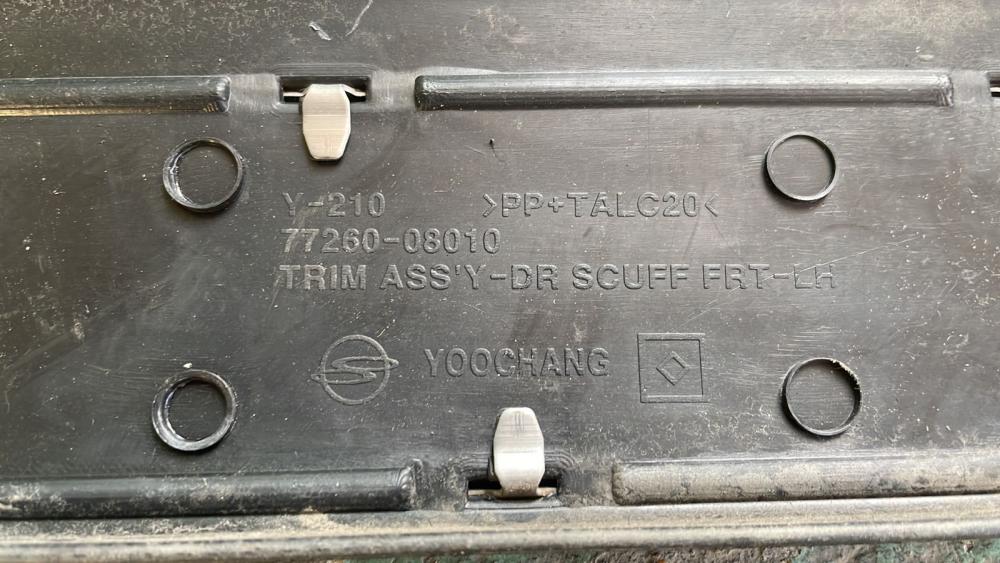 Y-210 >PP+TALC20<
77260-08010
TRIM ASS'Y-DR SCUFF FRT-LH
YOOCHANG